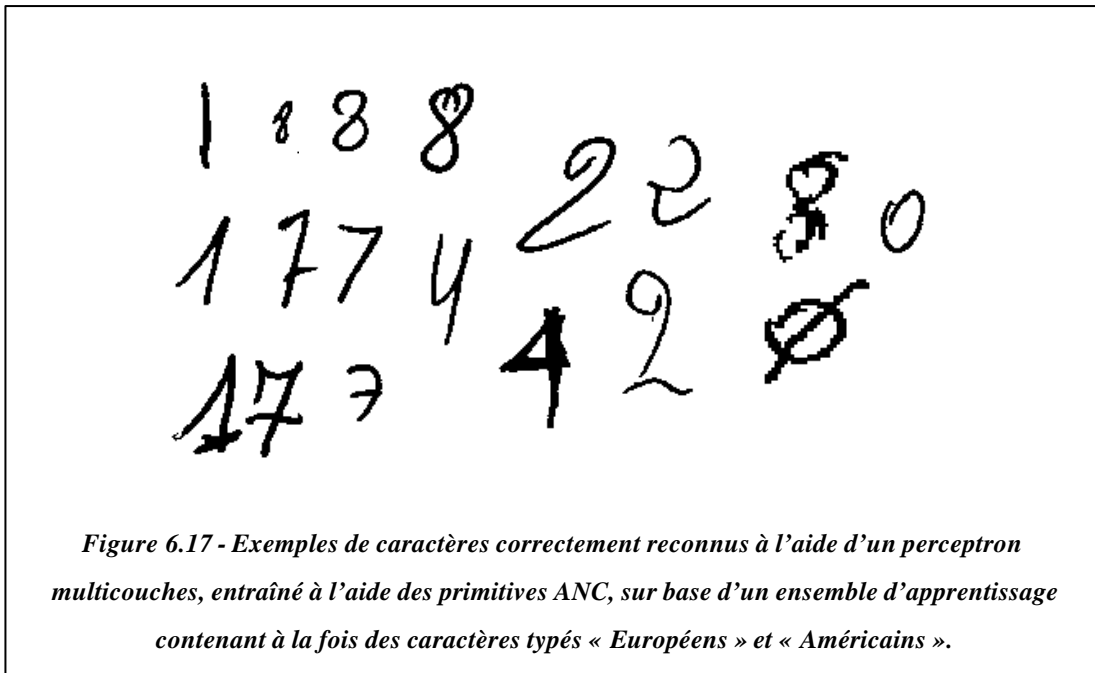 1 8 8 8
2 2 8 0
1 7 7 4
4 2 0
1 7 7
Figure 6.17 - Exemples de caractères correctement reconnus à l'aide d'un perceptron
multicouches, entraîné à l'aide des primitives ANC, sur base d'un ensemble d'apprentissage
contenant à la fois des caractères typés « Européens » et « Américains ».